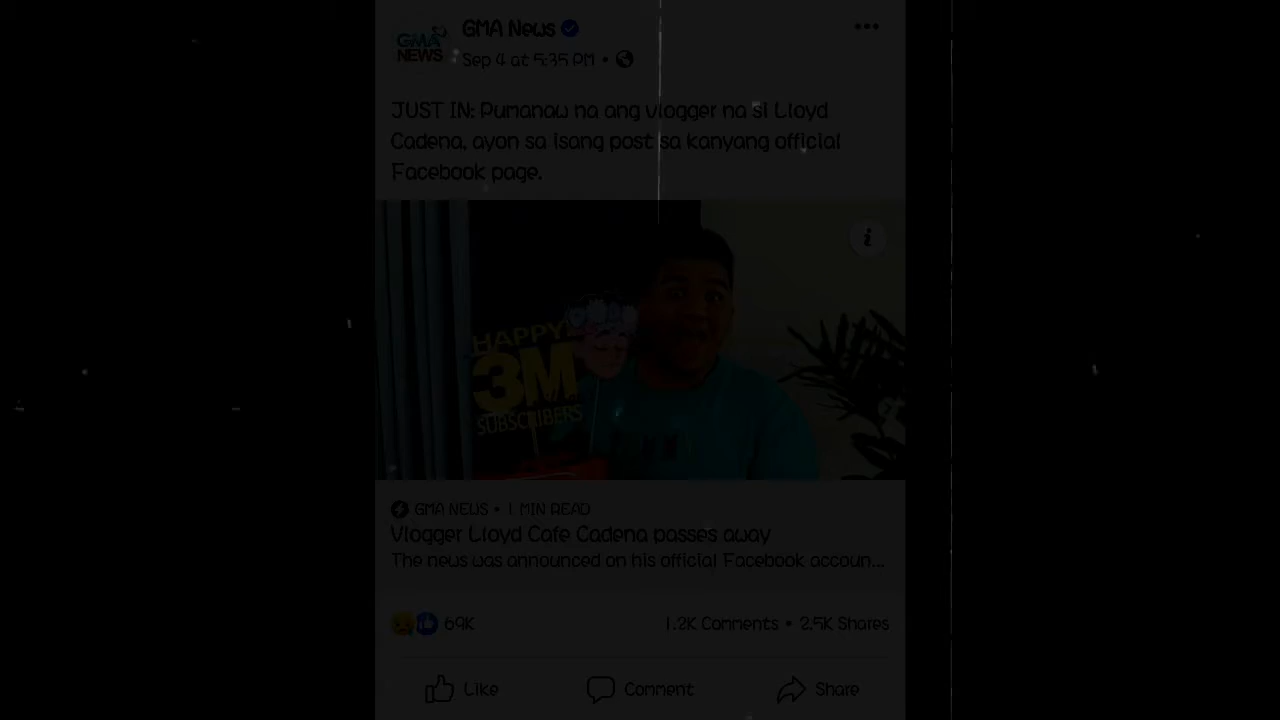 GMA
NEWS
GMA News
Sep 4 at 5:35 PM •
JUST IN: Pumanaw na ang vlogger na si Lloyd
Cadena, ayon sa isang post sa kanyang official
Facebook page.
HAPPY
3M
SUBSCRIBERS
GMA NEWS • 1 MIN READ
Vlogger Lloyd Cafe Cadena passes away
The news was announced on his official Facebook accoun...
69K
1.2K Comments • 2.5K Shares
Like
Comment
Share